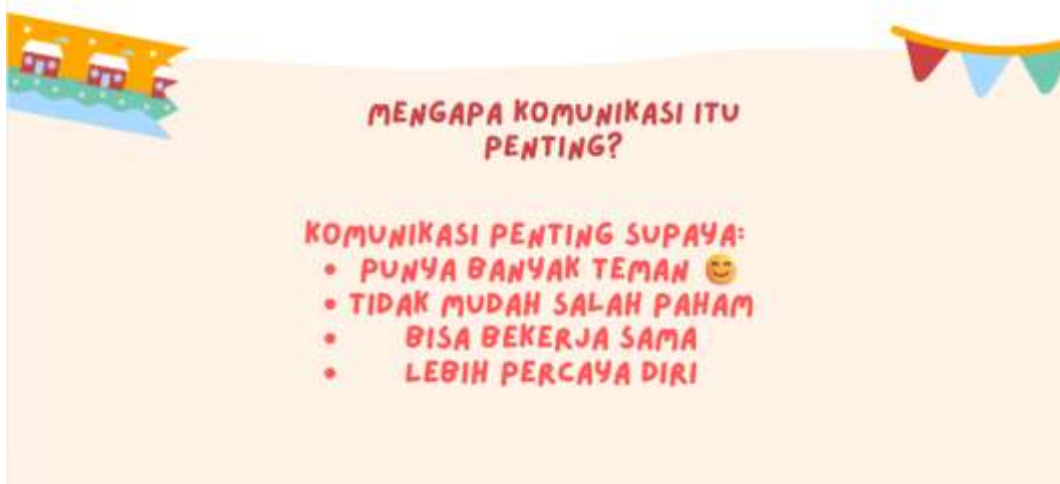 MENGAPA KOMUNIKASI ITU
PENTING?
KOMUNIKASI PENTING SUPAYA:
• PUNYA BANYAK TEMAN 😊
• TIDAK MUDAH SALAH PAHAM
• BISA BEKERJA SAMA
• LEBIH PERCAYA DIRI